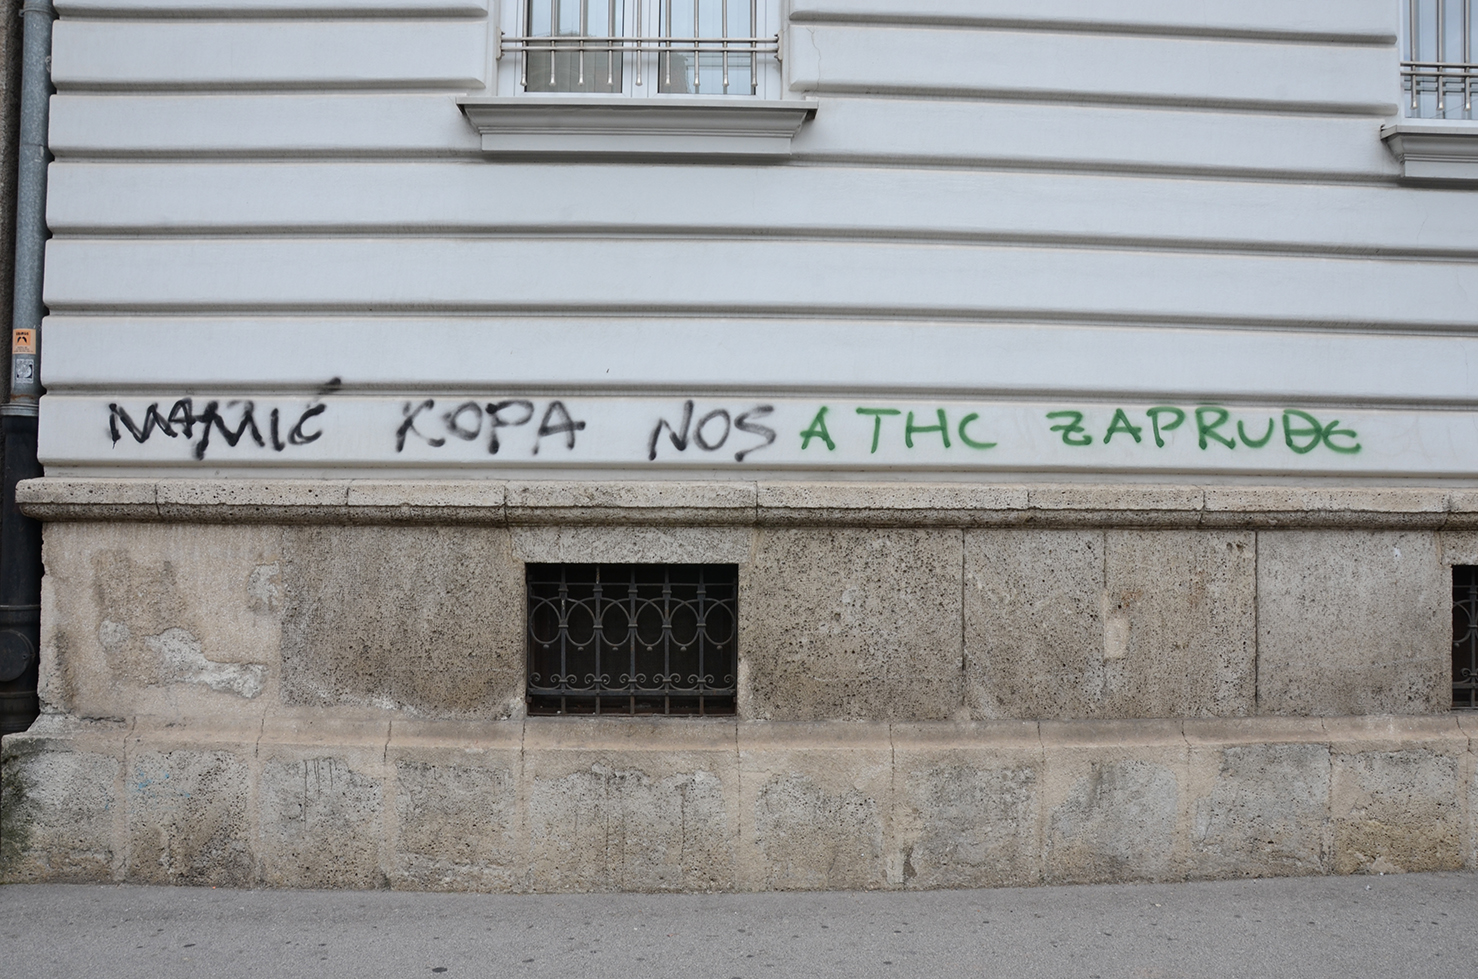 MAMIĆ KOPA NOS A THC ZAPRUĐE